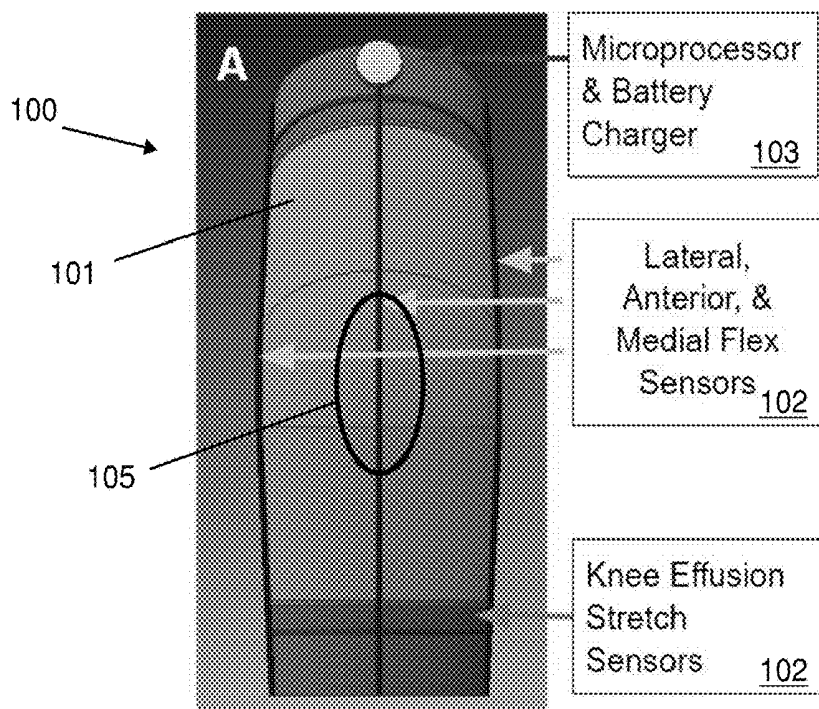 A
100
101
105
Microprocessor
& Battery
Charger
103
Lateral,
Anterior, &
Medial Flex
Sensors
102
Knee Effusion
Stretch
Sensors
102